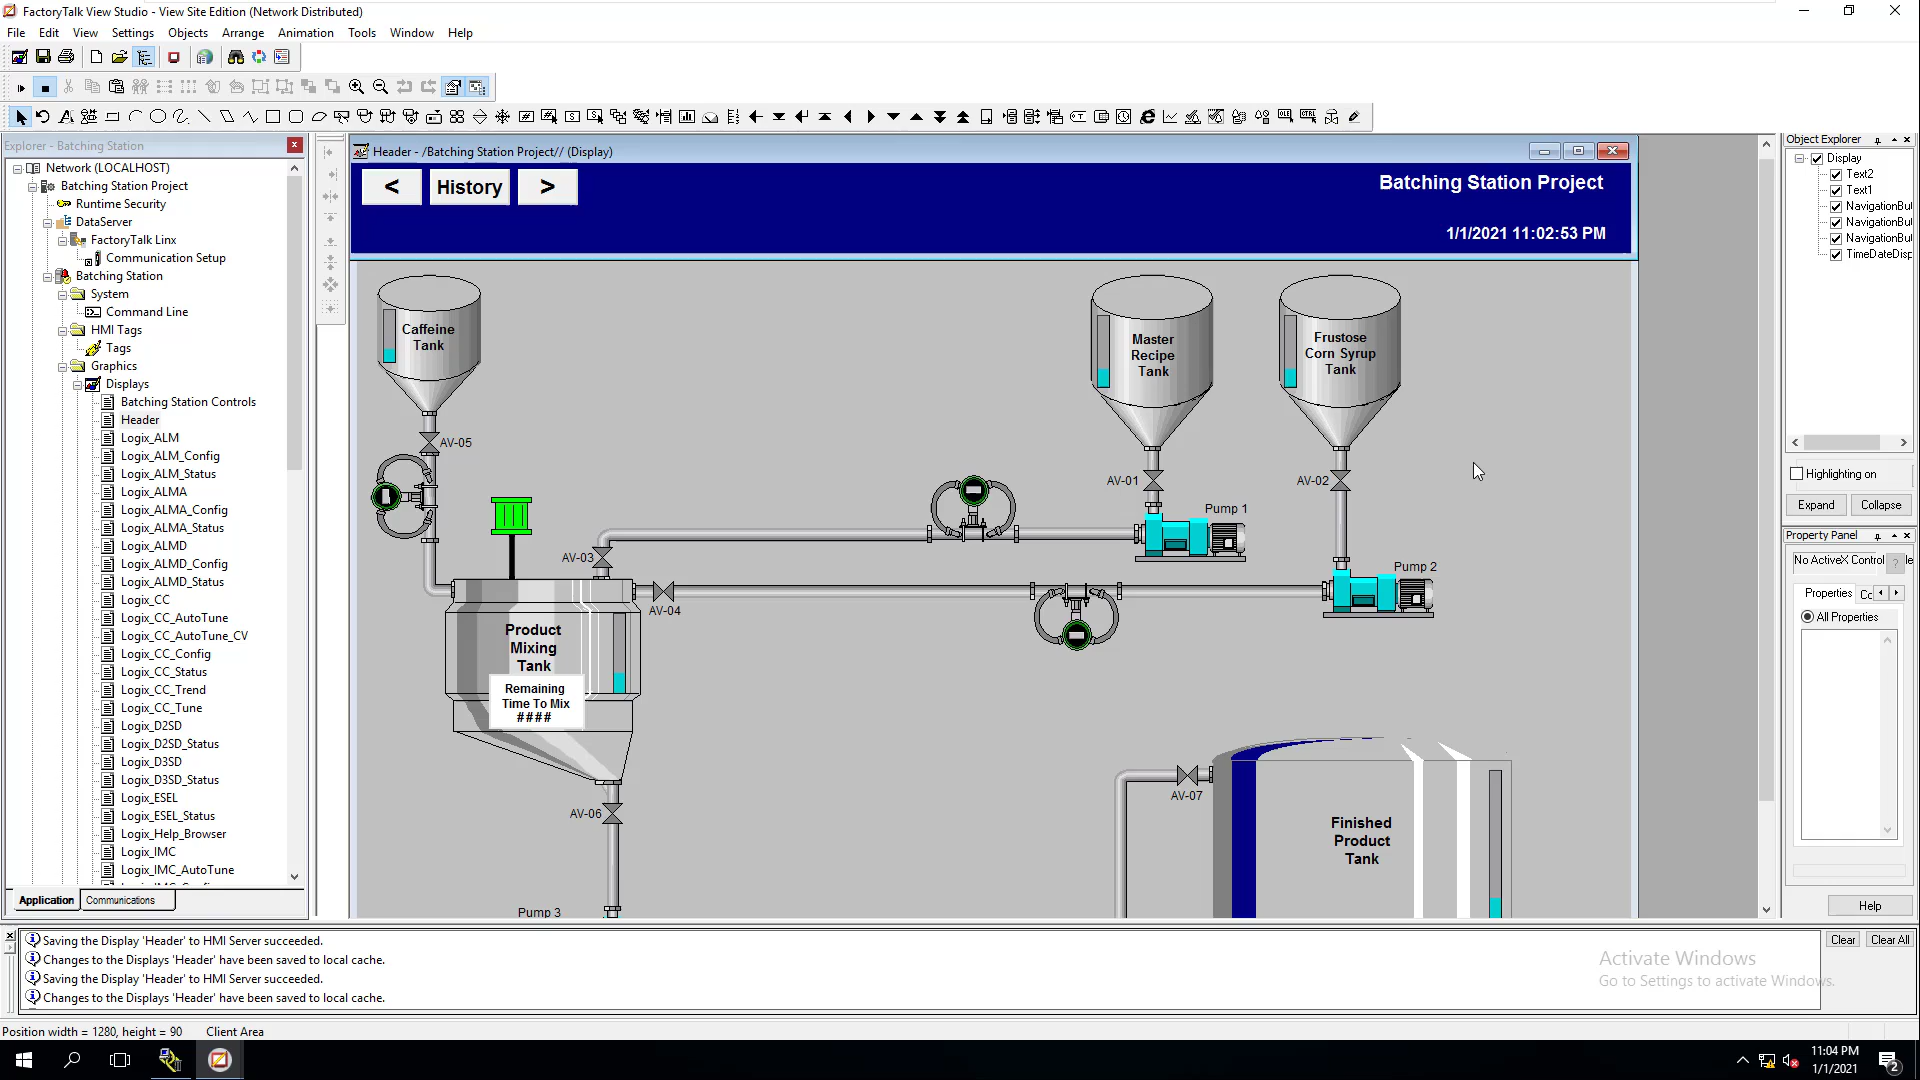 FactoryTalk View Studio - View Site Edition (Network Distributed)
File Edit View Settings Objects Arrange Animation Tools Window Help
Explorer - Batching Station
Network (LOCALHOST)
Batching Station Project
Runtime Security
DataServer
FactoryTalk Linx
Communication Setup
Batching Station
System
Command Line
HMI Tags
Tags
Graphics
Displays
Batching Station Controls
Header
Logix_ALM
Logix_ALM_Config
Logix_ALM_Status
Logix_ALMA
Logix_ALMA_Config
Logix_ALMA_Status
Logix_ALMD
Logix_ALMD_Config
Logix_ALMD_Status
Logix_CC
Logix_CC_AutoTune
Logix_CC_AutoTune_CV
Logix_CC_Config
Logix_CC_Status
Logix_CC_Trend
Logix_CC_Tune
Logix_D2SD
Logix_D2SD_Status
Logix_D3SD
Logix_D3SD_Status
Logix_ESEL
Logix_ESEL_Status
Logix_Help_Browser
Logix_IMC
Logix_IMC_AutoTune
Application Communications
Header - /Batching Station Project// (Display)
< History >
Batching Station Project
1/1/2021 11:02:53 PM
Caffeine
Tank
Master
Recipe
Tank
Frustose
Corn Syrup
Tank
AV-05
AV-01
AV-02
Pump 1
AV-03
Pump 2
AV-04
Product
Mixing
Tank
Remaining
Time To Mix
####
AV-07
AV-06
Finished
Product
Tank
Pump 3
Object Explorer
Display
Text2
Text1
NavigationBu
NavigationBu
NavigationBu
TimeDateDisp
Highlighting on
Expand Collapse
Property Panel
No ActiveX Control
Properties
All Properties
Help
Saving the Display 'Header' to HMI Server succeeded.
Changes to the Displays 'Header' have been saved to local cache.
Saving the Display 'Header' to HMI Server succeeded.
Changes to the Displays 'Header' have been saved to local cache.
Clear Clear All
Activate Windows
Go to Settings to activate Windows.
Position width = 1280, height = 90 Client Area
11:04 PM
1/1/2021
2